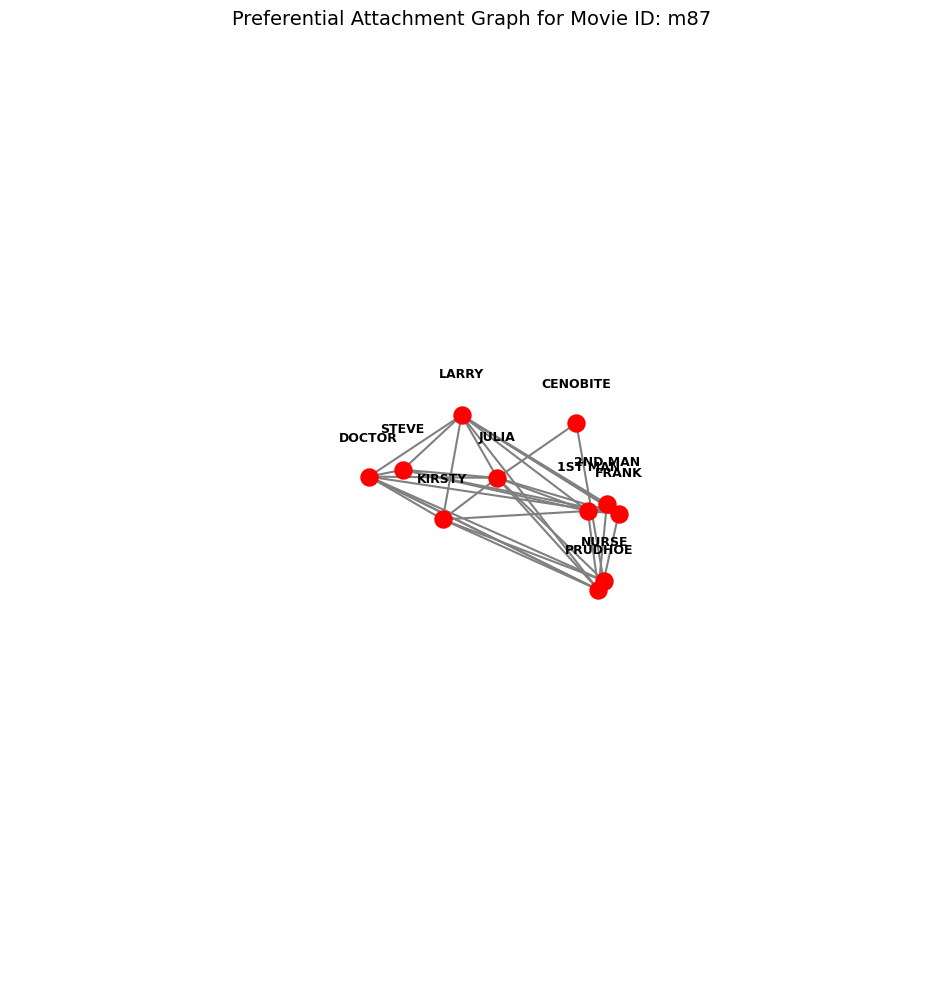 Preferential Attachment Graph for Movie ID: m87
LARRY
CENOBITE
STEVE
DOCTOR
JULIA
2ND MAN
1ST MAN
FRANK
KIRSTY
NURSE
PRUDHOE